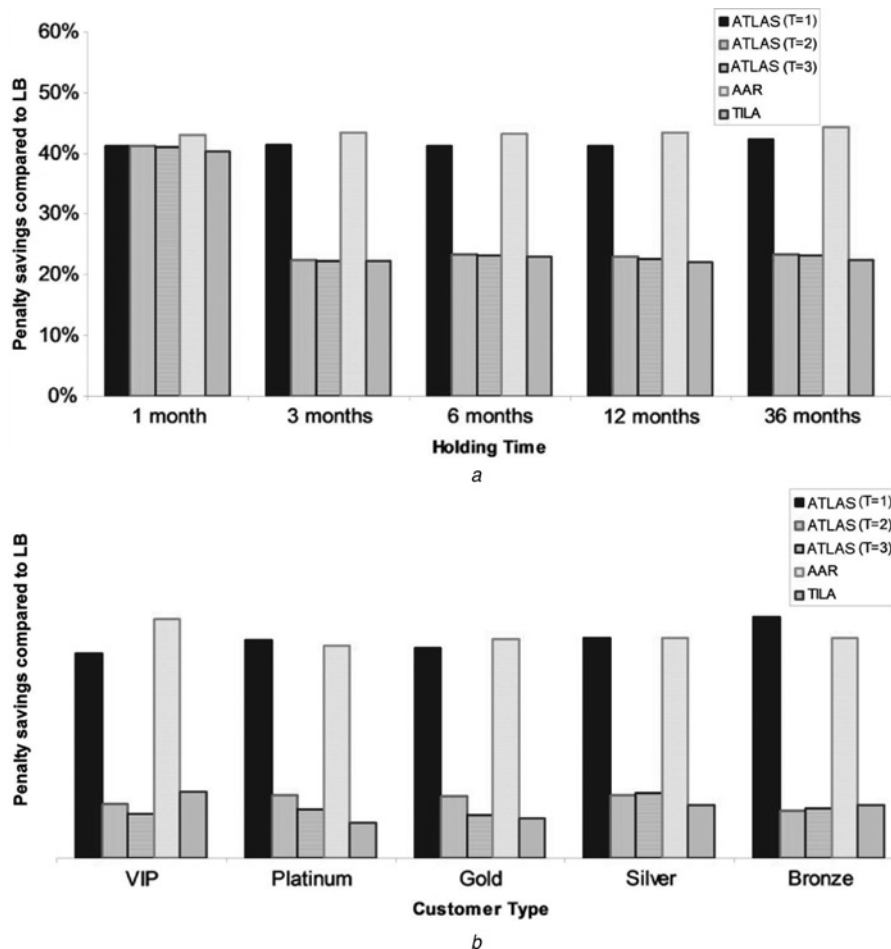 60%
50%
40%
30%
20%
10%
0%
Penalty savings compared to LB
ATLAS (T=1)
ATLAS (T=2)
ATLAS (T=3)
AAR
TILA
1 month 3 months 6 months 12 months 36 months
Holding Time
a
Penalty savings compared to LB
ATLAS (T=1)
ATLAS (T=2)
ATLAS (T=3)
AAR
TILA
VIP Platinum Gold Silver Bronze
Customer Type
b